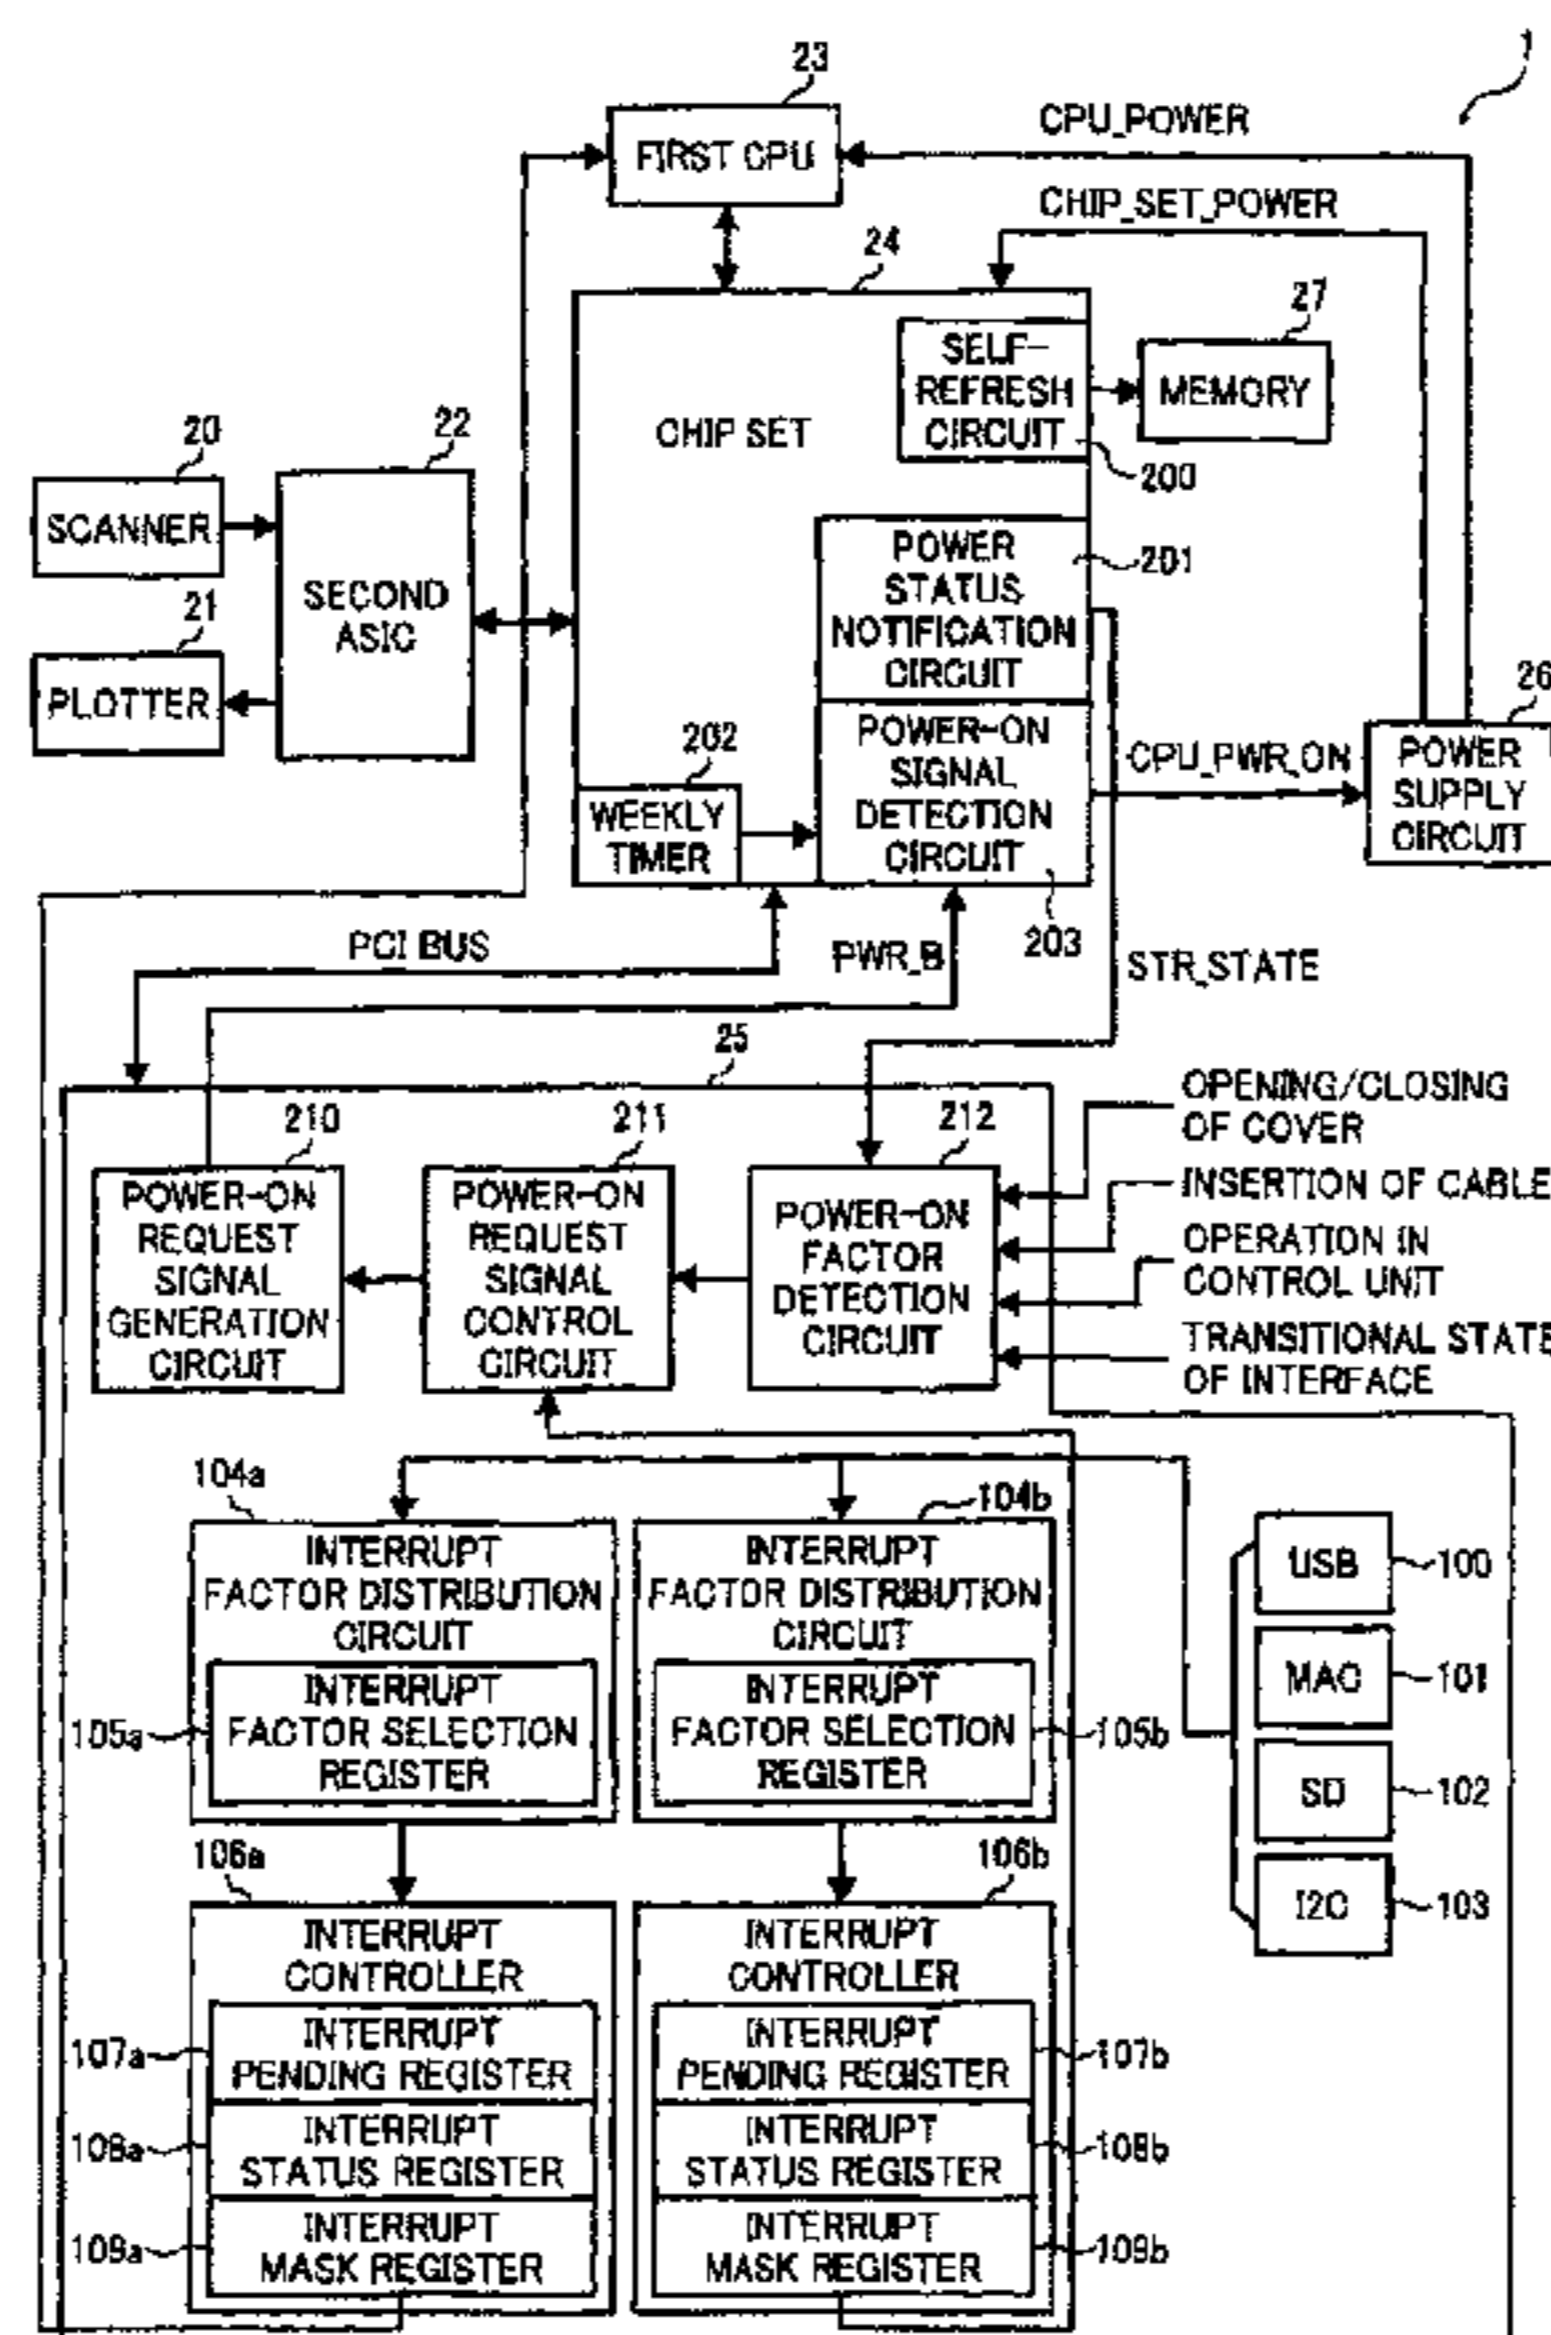 1
23
FIRST CPU
CPU_POWER
CHIP_SET_POWER
24
27
SELF-
REFRESH
CIRCUIT
MEMORY
CHIP SET
200
20
22
SCANNER
SECOND
ASIC
21
PLOTTER
POWER
STATUS
NOTIFICATION
CIRCUIT
201
26
202
WEEKLY
TIMER
POWER-ON
SIGNAL
DETECTION
CIRCUIT
CPU_PWR_ON
POWER
SUPPLY
CIRCUIT
203
PCI BUS
PWR_B
STR_STATE
25
210
211
212
OPENING/CLOSING
OF COVER
INSERTION OF CABLE
OPERATION IN
CONTROL UNIT
TRANSITIONAL STATE
OF INTERFACE
POWER-ON
REQUEST
SIGNAL
GENERATION
CIRCUIT
POWER-ON
REQUEST
SIGNAL
CONTROL
CIRCUIT
POWER-ON
FACTOR
DETECTION
CIRCUIT
104a
104b
INTERRUPT
FACTOR DISTRIBUTION
CIRCUIT
INTERRUPT
FACTOR SELECTION
REGISTER
105a
INTERRUPT
FACTOR DISTRIBUTION
CIRCUIT
INTERRUPT
FACTOR SELECTION
REGISTER
105b
USB
100
MAC
101
SD
102
I2C
103
106a
106b
INTERRUPT
CONTROLLER
INTERRUPT
PENDING REGISTER
107a
INTERRUPT
STATUS REGISTER
108a
INTERRUPT
MASK REGISTER
109a
INTERRUPT
CONTROLLER
INTERRUPT
PENDING REGISTER
107b
INTERRUPT
STATUS REGISTER
108b
INTERRUPT
MASK REGISTER
109b